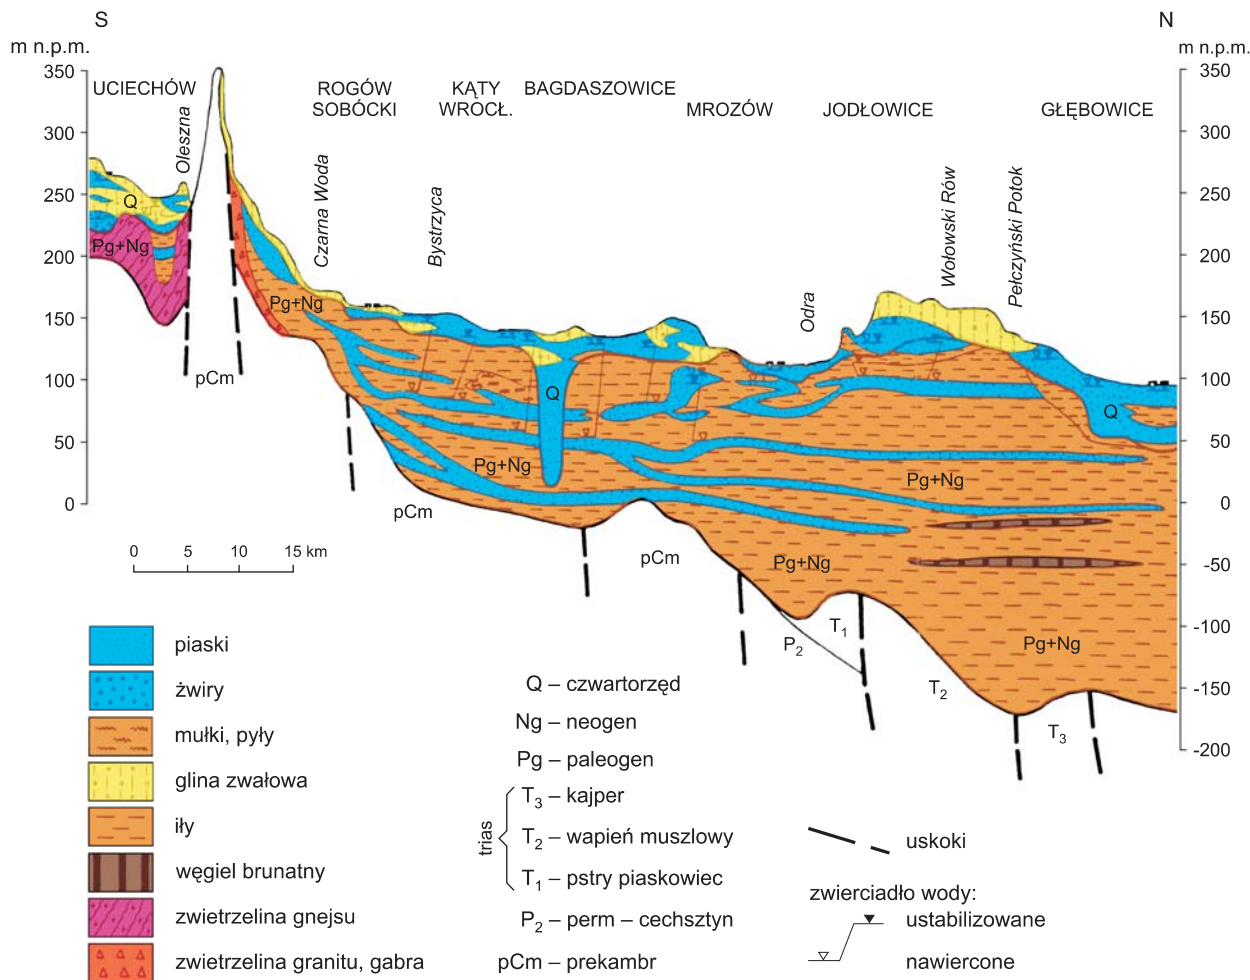 S
N
m n.p.m.
m n.p.m.
UCIECHÓW
ROGÓW
SOBÓCKI
KĄTY
WROCŁ.
BAGDASZOWICE
MROZÓW
JODŁOWICE
GŁĘBOWICE
Oleszna
Czarna Woda
Bystrzyca
Odra
Wołowski Rów
Pełczyński Potok
350
300
250
200
150
100
50
0
350
300
250
200
150
100
50
0
-50
-100
-150
-200
Q
Pg+Ng
Pg+Ng
pCm
Q
Q
Pg+Ng
Pg+Ng
pCm
pCm
Pg+Ng
Pg+Ng
P2
T1
T2
T3
0 5 10 15 km
piaski
żwiry
mułki, pyły
glina zwałowa
iły
węgiel brunatny
zwietrzelina gnejsu
zwietrzelina granitu, gabra
Q – czwartorzęd
Ng – neogen
Pg – paleogen
trias
T3 – kajper
T2 – wapień muszlowy
T1 – pstry piaskowiec
P2 – perm – cechsztyn
pCm – prekambr
uskoki
zwierciadło wody:
ustabilizowane
nawiercone